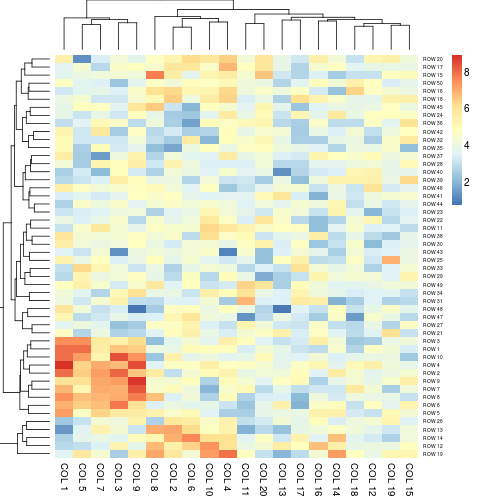 ROW 20
ROW 17
ROW 15
ROW 50
ROW 16
ROW 45
ROW 24
ROW 36
ROW 42
ROW 32
ROW 35
ROW 37
ROW 28
ROW 40
ROW 39
ROW 46
ROW 41
ROW 44
ROW 23
ROW 22
ROW 11
ROW 38
ROW 30
ROW 43
ROW 25
ROW 33
ROW 29
ROW 49
ROW 34
ROW 31
ROW 48
ROW 47
ROW 27
ROW 21
ROW 3
ROW 1
ROW 10
ROW 4
ROW 2
ROW 9
ROW 7
ROW 8
ROW 6
ROW 5
ROW 26
ROW 13
ROW 14
ROW 12
ROW 19
8
6
4
2
COL 1
COL 5
COL 7
COL 3
COL 9
COL 8
COL 2
COL 6
COL 10
COL 4
COL 11
COL 20
COL 13
COL 17
COL 16
COL 14
COL 18
COL 12
COL 19
COL 15